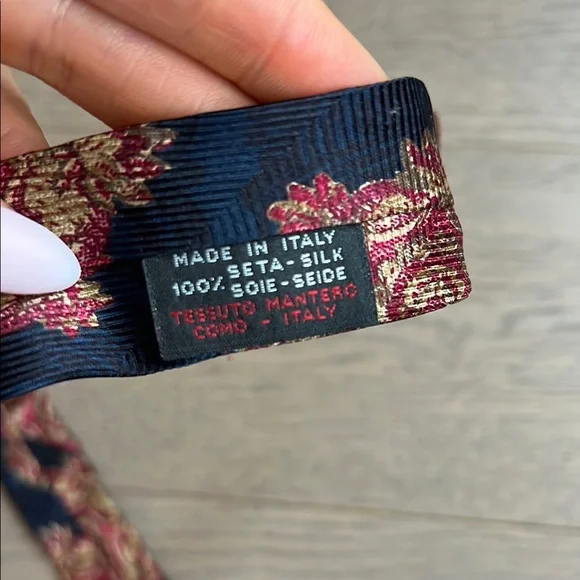 MADE IN ITALY
100% SETA-SILK
SOIE-SEIDE
TESSUTO MANTERO
COMO - ITALY